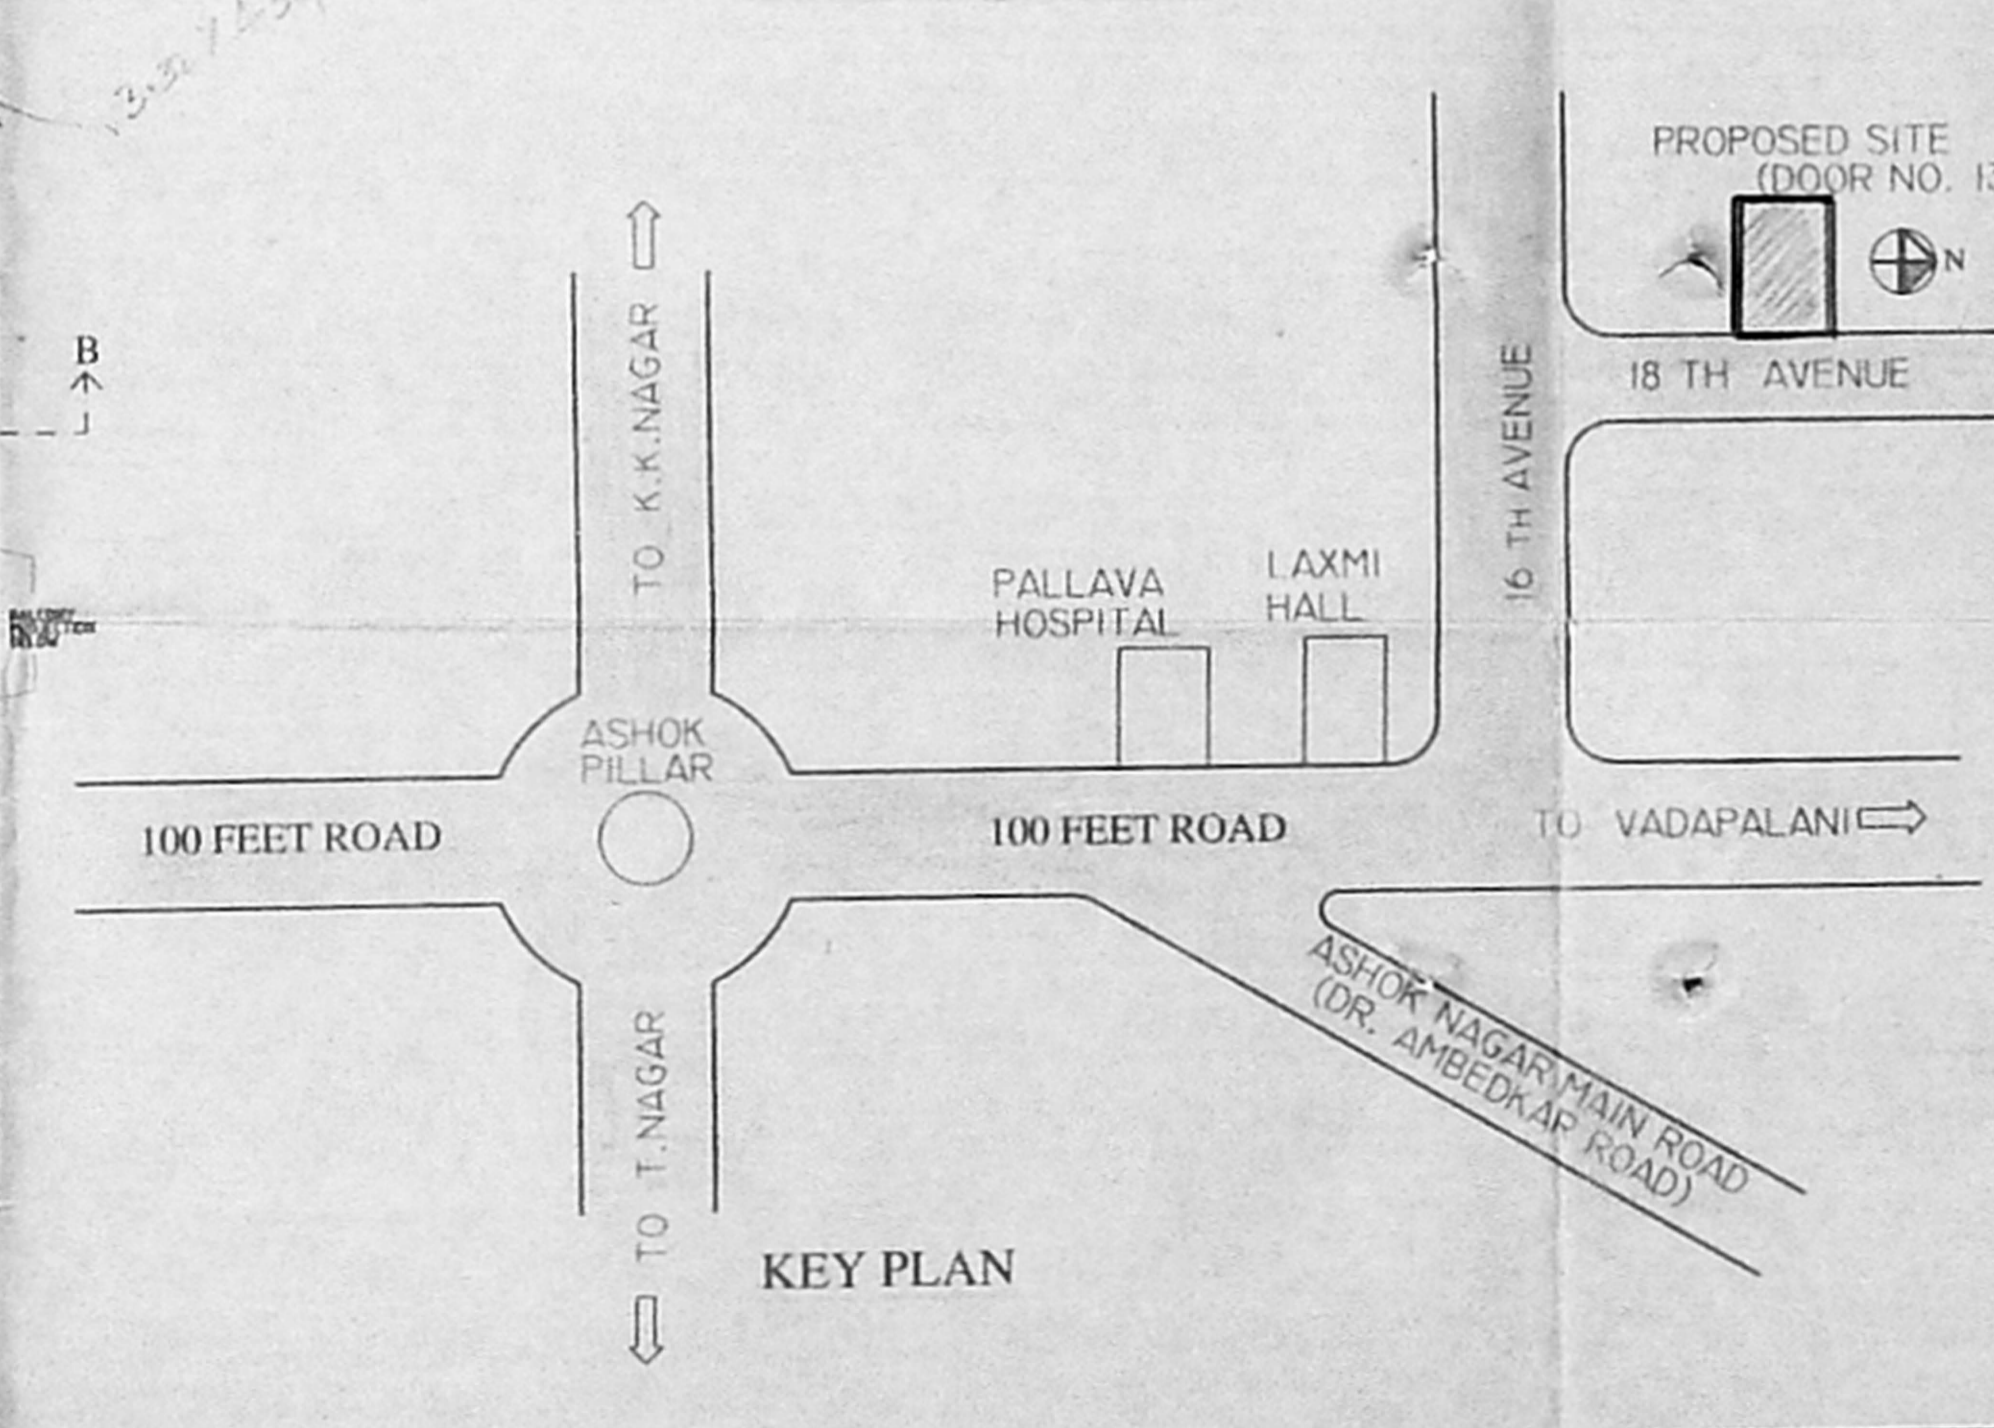 PROPOSED SITE
(DOOR NO. 13
N
B
18 TH AVENUE
16 TH AVENUE
TO K.K.NAGAR
PALLAVA
HOSPITAL
LAXMI
HALL
ASHOK
PILLAR
100 FEET ROAD
100 FEET ROAD
TO VADAPALANI
ASHOK NAGAR MAIN ROAD
(DR. AMBEDKAR ROAD)
TO T.NAGAR
KEY PLAN